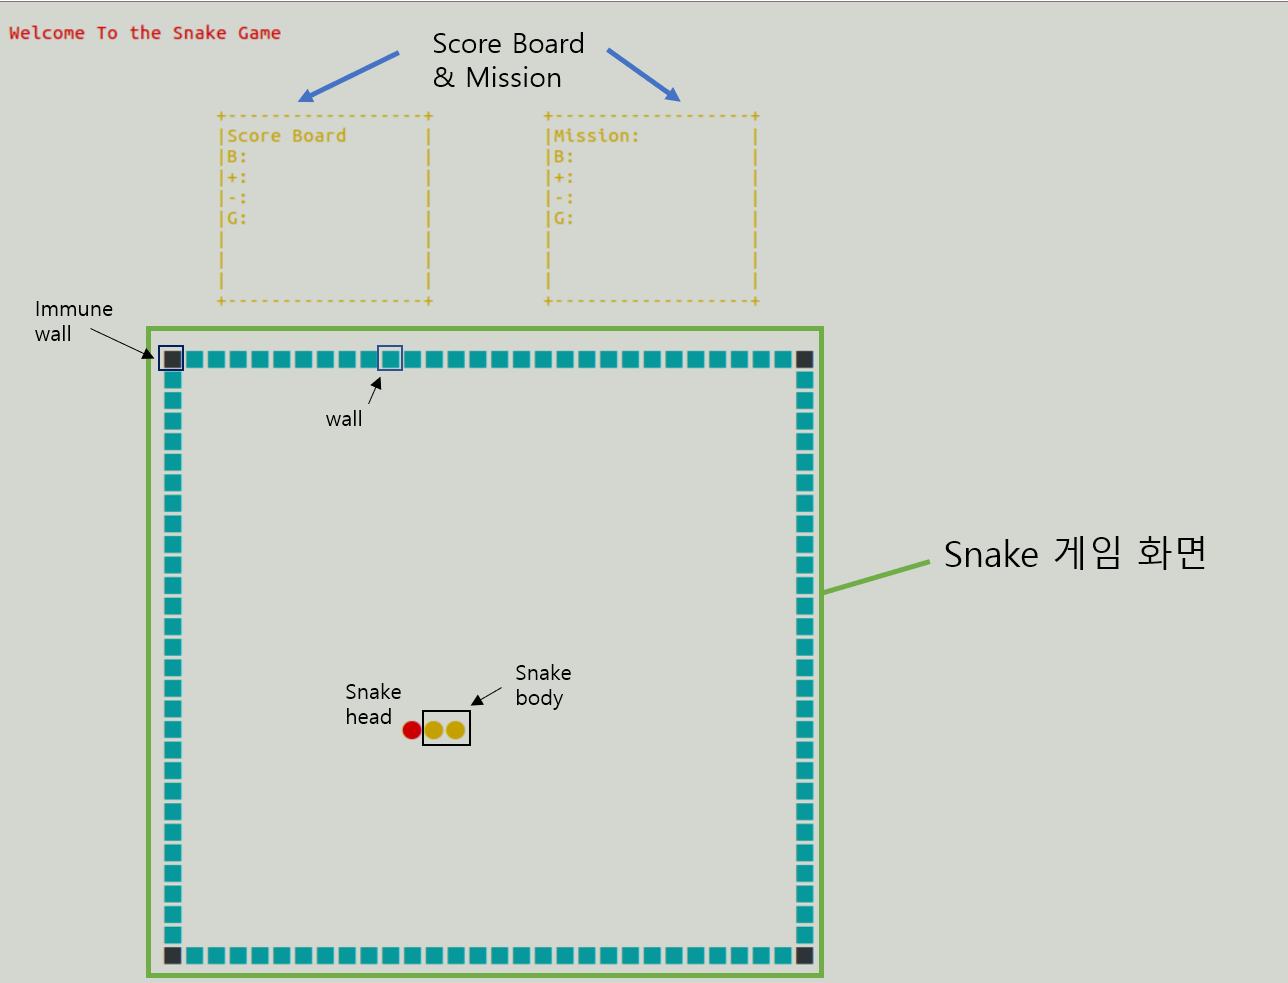 Welcome To the Snake Game
Score Board
& Mission
+------------------+
|Score Board
B:
+:
-:
G:
+------------------+
|Mission:
B:
+:
-:
G:
Immune
wall
wall
Snake 게임 화면
Snake
head
Snake
body